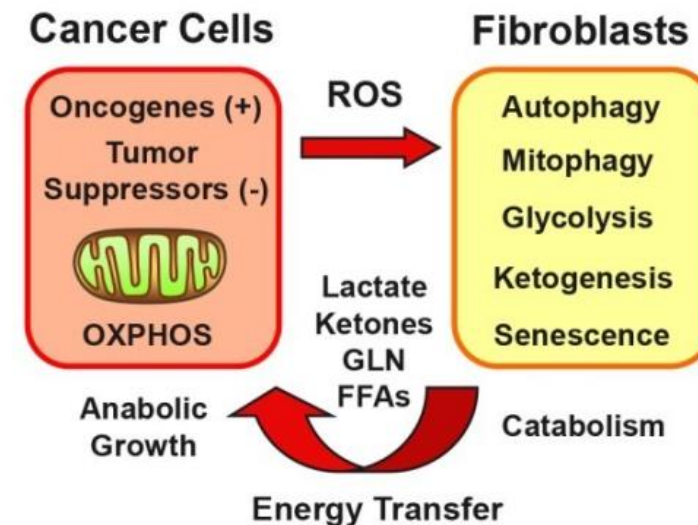 Cancer Cells
Fibroblasts
Oncogenes (+)
Tumor
Suppressors (-)
OXPHOS
ROS
Autophagy
Mitophagy
Glycolysis
Ketogenesis
Senescence
Lactate
Ketones
GLN
FFAs
Anabolic
Growth
Catabolism
Energy Transfer